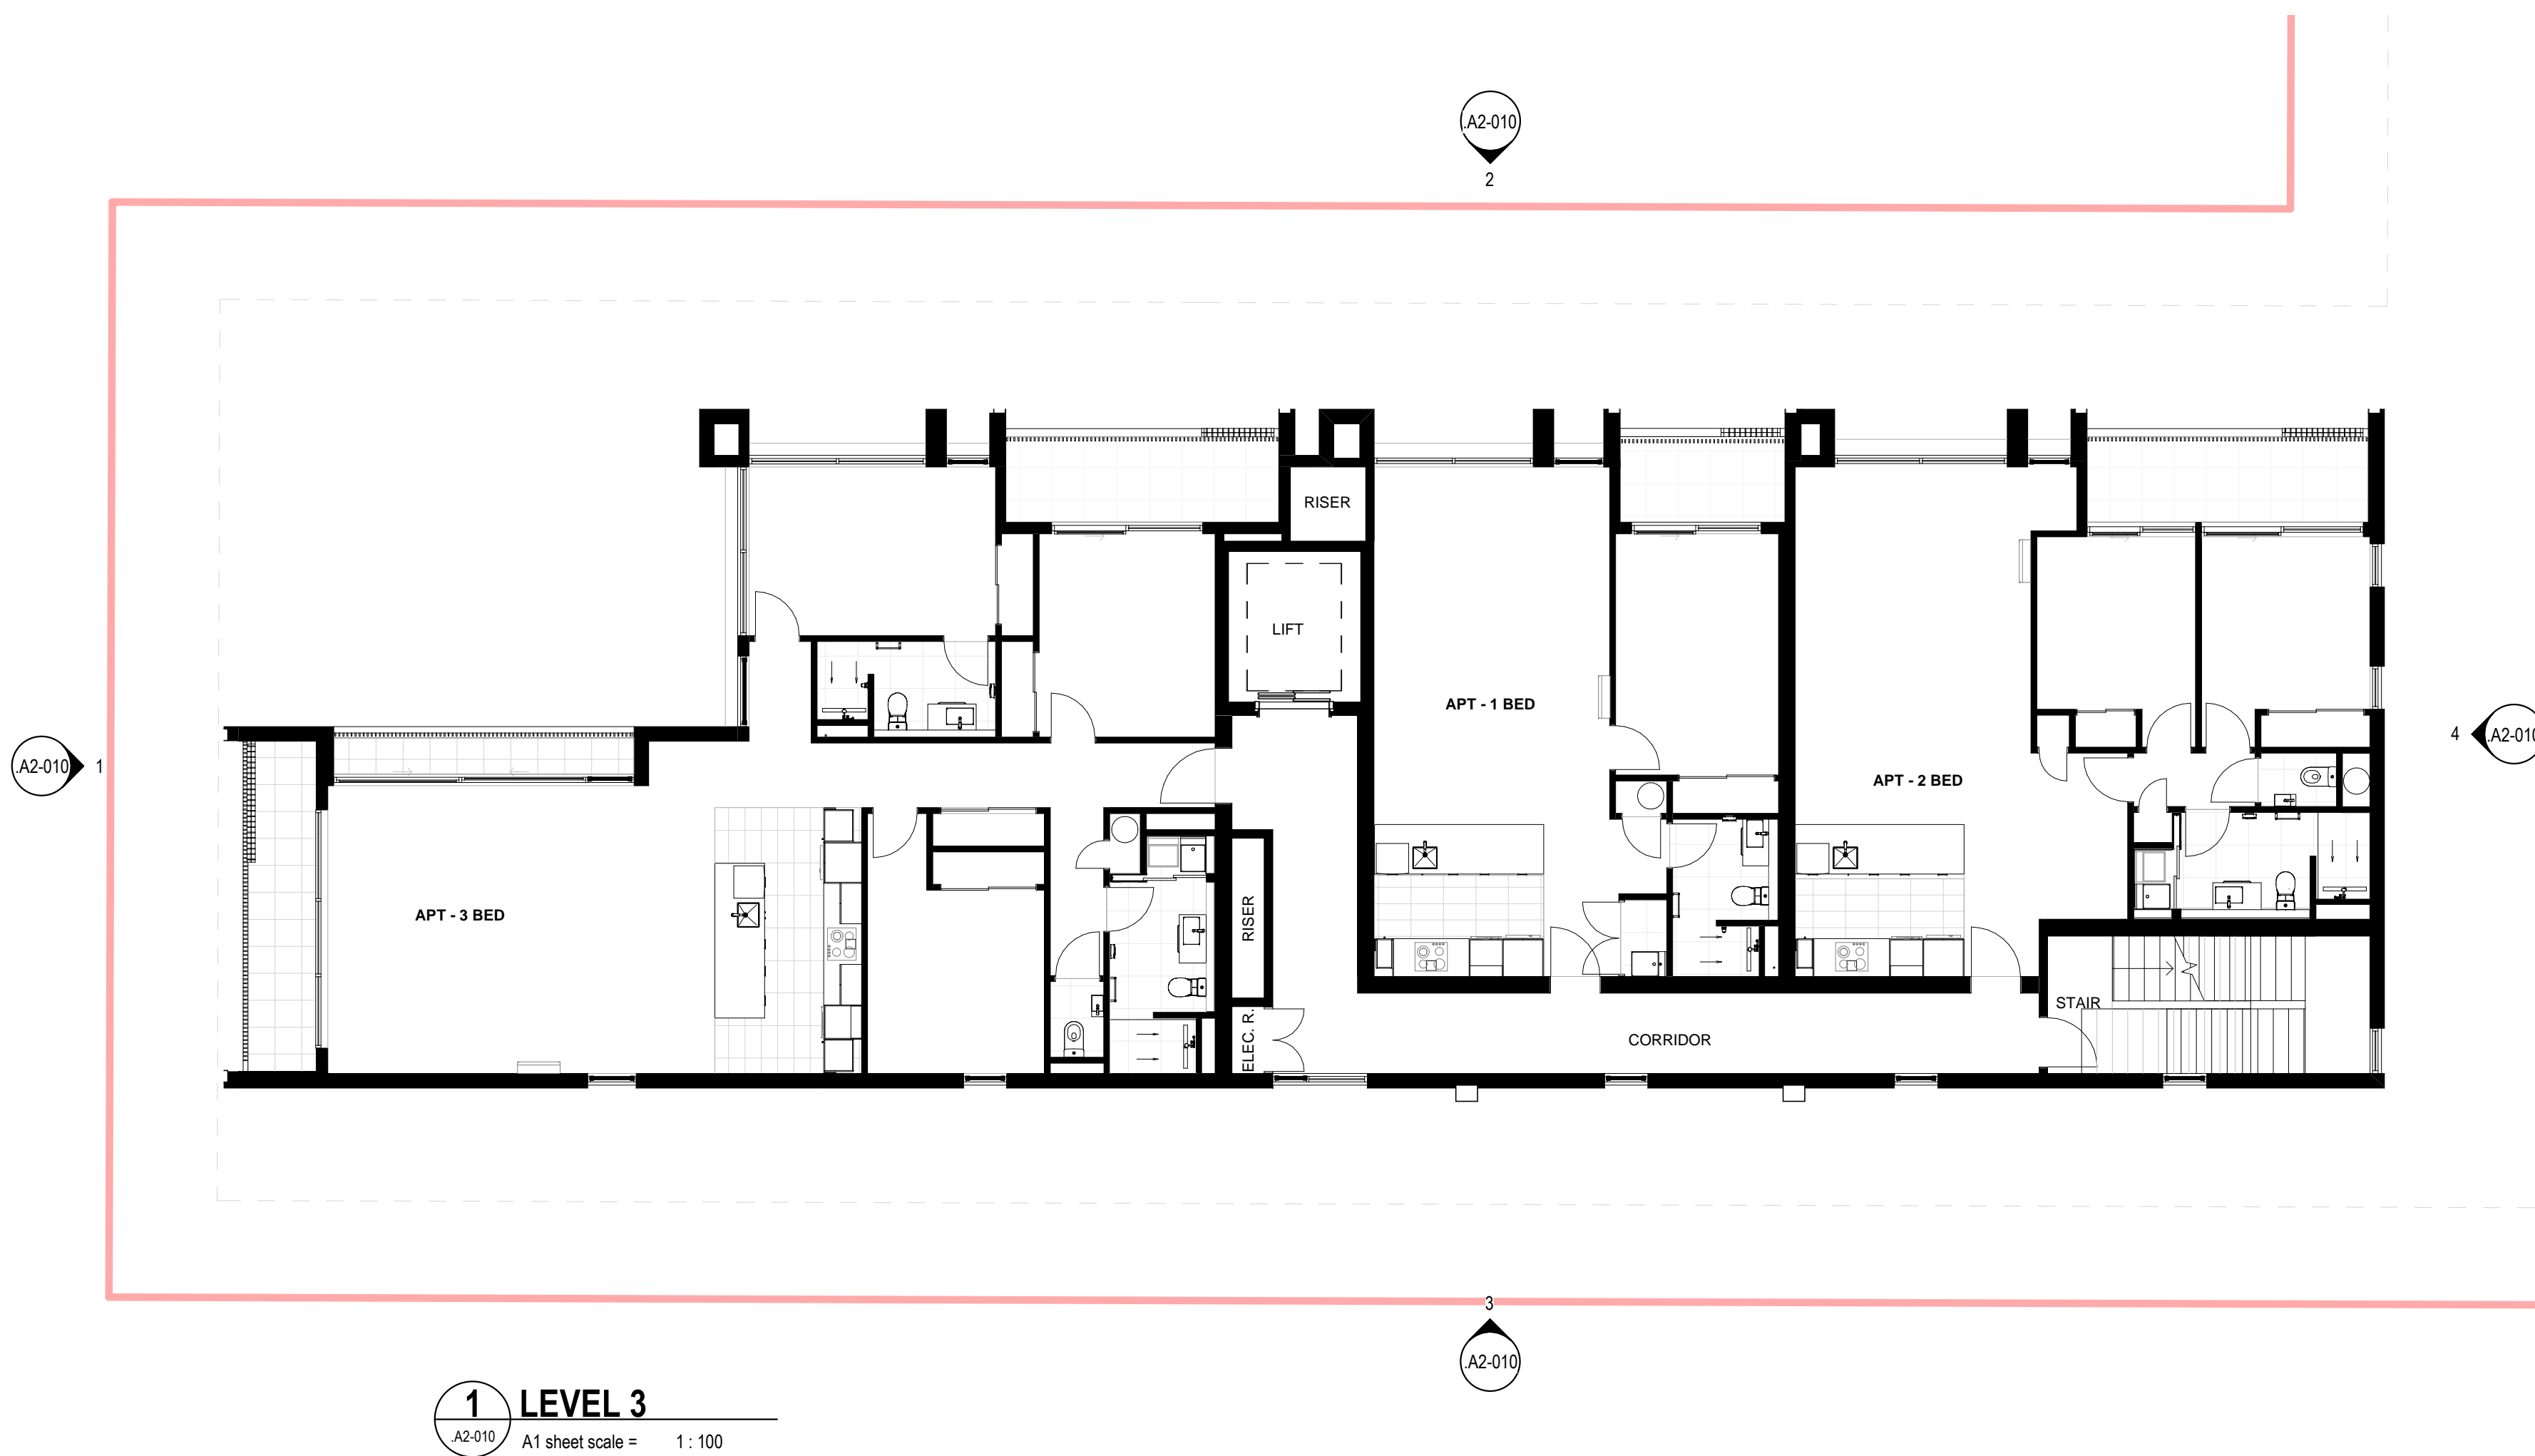 .A2-010
2
RISER
LIFT
APT - 1 BED
.A2-010
1
4
.A2-010
APT - 2 BED
APT - 3 BED
RISER
STAIR
ELEC. R.
CORRIDOR
3
.A2-010
1
LEVEL 3
.A2-010
A1 sheet scale = 1 : 100